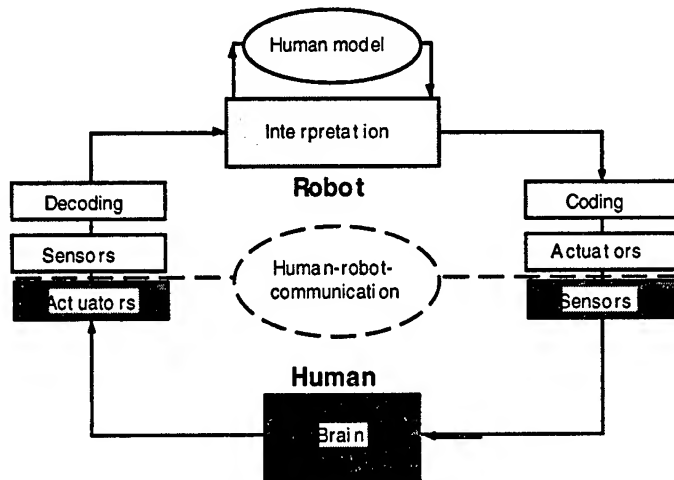 Human model
Interpretation
Robot
Decoding
Coding
Sensors
Actuators
Human-robot-
communication
Actuators
Sensors
Human
Brain